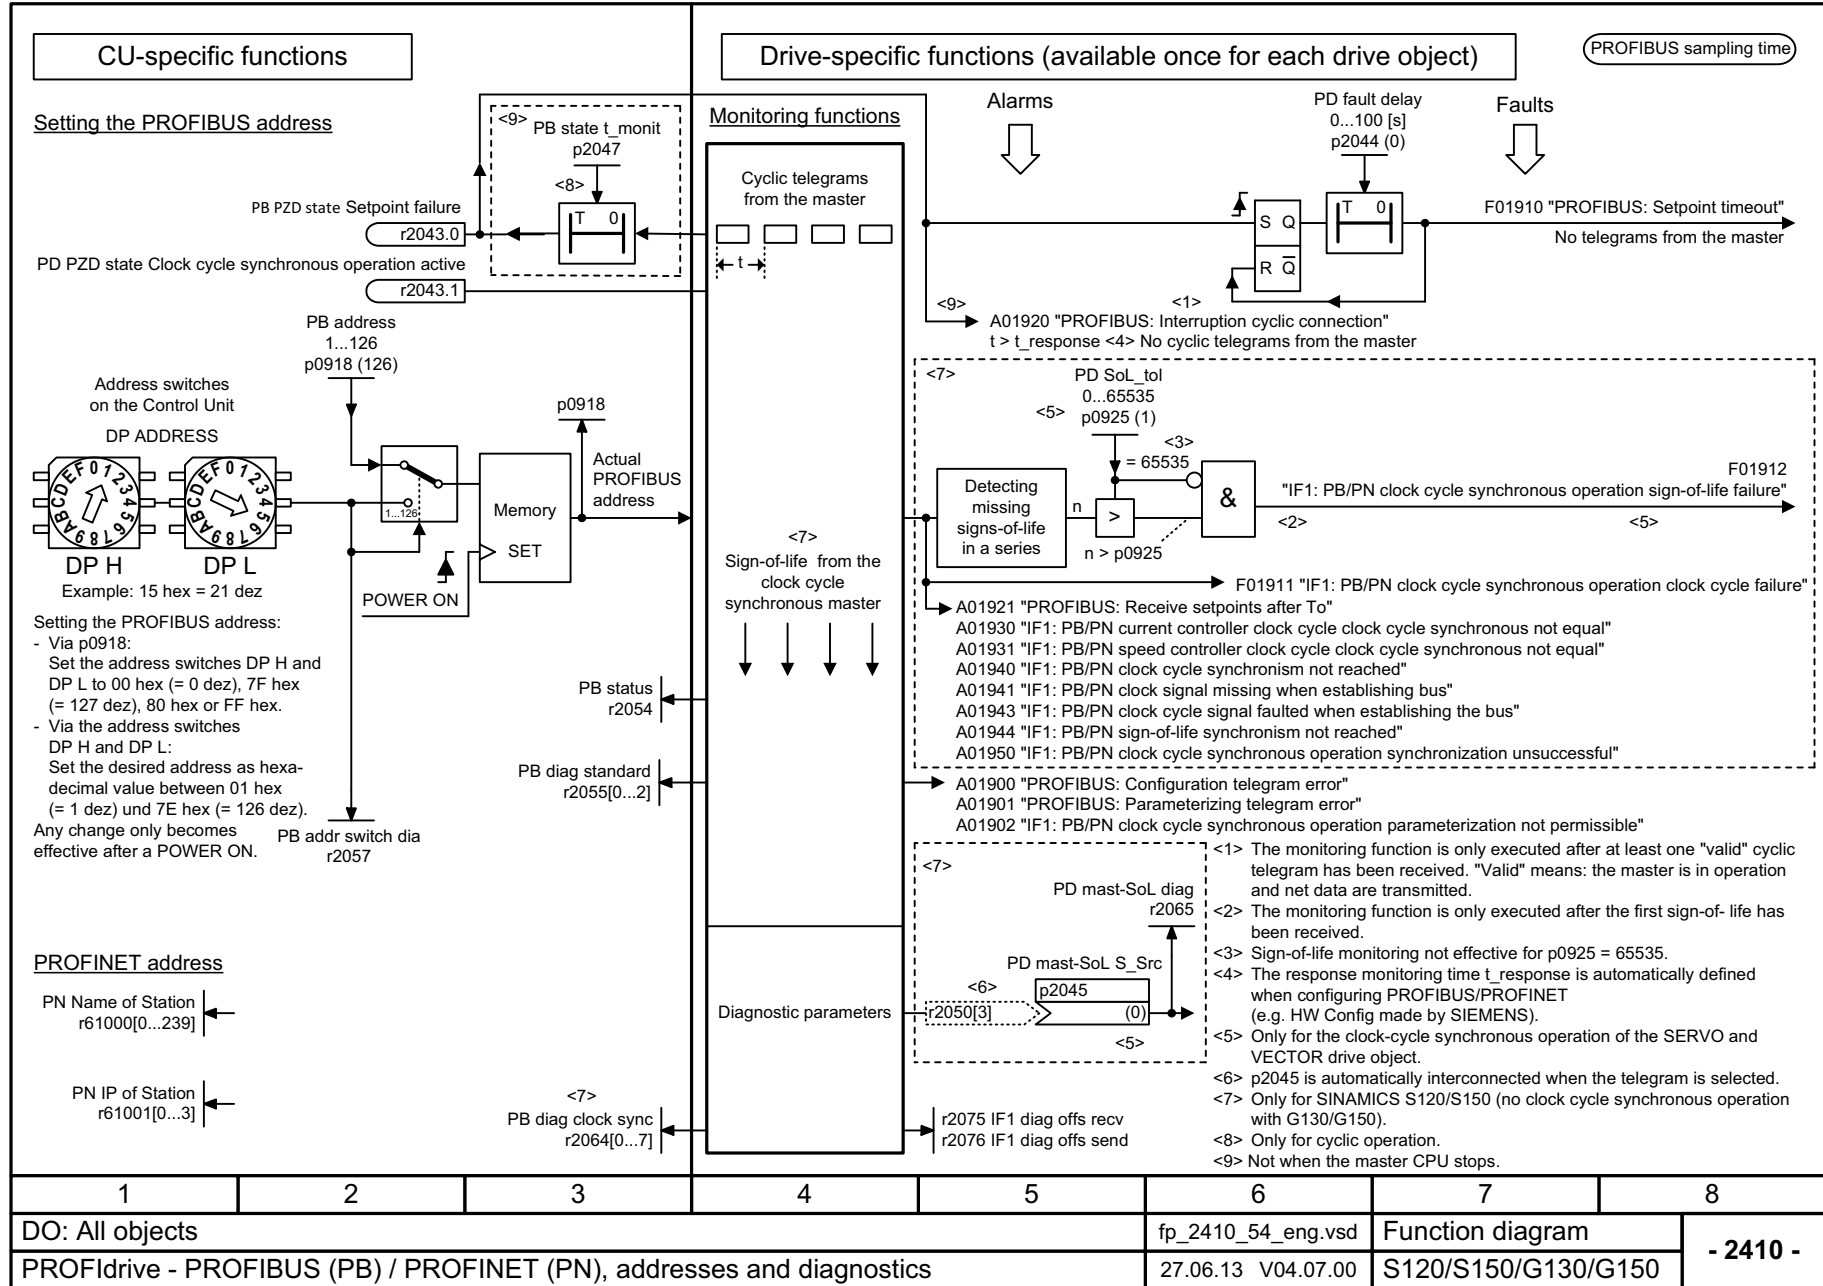 CU-specific functions
Drive-specific functions (available once for each drive object)
PROFIBUS sampling time
Setting the PROFIBUS address
<9>
PB state t_monit
p2047
<8>
T 0
PB PZD state Setpoint failure
r2043.0
PD PZD state Clock cycle synchronous operation active
r2043.1
PB address
1...126
p0918 (126)
Address switches
on the Control Unit
DP ADDRESS
0 1 2 3 4 5 6 7 8 9 A B C D E F
0 1 2 3 4 5 6 7 8 9 A B C D E F
DP H
DP L
Example: 15 hex = 21 dez
1...126
p0918
Actual
PROFIBUS
address
Memory
SET
POWER ON
Setting the PROFIBUS address:
- Via p0918:
Set the address switches DP H and
DP L to 00 hex (= 0 dez), 7F hex
(= 127 dez), 80 hex or FF hex.
- Via the address switches
DP H and DP L:
Set the desired address as hexa-
decimal value between 01 hex
(= 1 dez) und 7E hex (= 126 dez).
Any change only becomes
effective after a POWER ON.
PB addr switch dia
r2057
PB status
r2054
PB diag standard
r2055[0...2]
PROFINET address
PN Name of Station
r61000[0...239]
PN IP of Station
r61001[0...3]
<7>
PB diag clock sync
r2064[0...7]
Monitoring functions
Cyclic telegrams
from the master
t
<7>
Sign-of-life from the
clock cycle
synchronous master
Diagnostic parameters
Alarms
PD fault delay
0...100 [s]
p2044 (0)
Faults
S Q
R Q̅
T 0
F01910 "PROFIBUS: Setpoint timeout"
No telegrams from the master
<9>
<1>
A01920 "PROFIBUS: Interruption cyclic connection"
t > t_response <4> No cyclic telegrams from the master
<7>
PD SoL_tol
0...65535
<5>
p0925 (1)
<3>
= 65535
Detecting
missing
signs-of-life
in a series
n
>
&
n > p0925
F01912
"IF1: PB/PN clock cycle synchronous operation sign-of-life failure"
<2>
<5>
F01911 "IF1: PB/PN clock cycle synchronous operation clock cycle failure"
A01921 "PROFIBUS: Receive setpoints after To"
A01930 "IF1: PB/PN current controller clock cycle clock cycle synchronous not equal"
A01931 "IF1: PB/PN speed controller clock cycle clock cycle synchronous not equal"
A01940 "IF1: PB/PN clock cycle synchronism not reached"
A01941 "IF1: PB/PN clock signal missing when establishing bus"
A01943 "IF1: PB/PN clock cycle signal faulted when establishing the bus"
A01944 "IF1: PB/PN sign-of-life synchronism not reached"
A01950 "IF1: PB/PN clock cycle synchronous operation synchronization unsuccessful"
A01900 "PROFIBUS: Configuration telegram error"
A01901 "PROFIBUS: Parameterizing telegram error"
A01902 "IF1: PB/PN clock cycle synchronous operation parameterization not permissible"
<7>
PD mast-SoL diag
r2065
PD mast-SoL S_Src
<6>
p2045
r2050[3]
(0)
<5>
r2075 IF1 diag offs recv
r2076 IF1 diag offs send
<1> The monitoring function is only executed after at least one "valid" cyclic
telegram has been received. "Valid" means: the master is in operation
and net data are transmitted.
<2> The monitoring function is only executed after the first sign-of- life has
been received.
<3> Sign-of-life monitoring not effective for p0925 = 65535.
<4> The response monitoring time t_response is automatically defined
when configuring PROFIBUS/PROFINET
(e.g. HW Config made by SIEMENS).
<5> Only for the clock-cycle synchronous operation of the SERVO and
VECTOR drive object.
<6> p2045 is automatically interconnected when the telegram is selected.
<7> Only for SINAMICS S120/S150 (no clock cycle synchronous operation
with G130/G150).
<8> Only for cyclic operation.
<9> Not when the master CPU stops.
1 2 3 4 5 6 7 8
DO: All objects
fp_2410_54_eng.vsd
Function diagram
- 2410 -
PROFIdrive - PROFIBUS (PB) / PROFINET (PN), addresses and diagnostics
27.06.13 V04.07.00
S120/S150/G130/G150